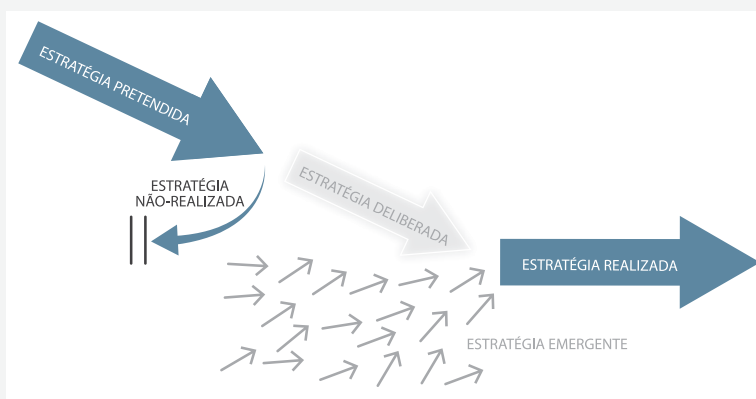 ESTRATÉGIA PRETENDIDA
ESTRATÉGIA
NÃO-REALIZADA
ESTRATÉGIA DELIBERADA
ESTRATÉGIA REALIZADA
ESTRATÉGIA EMERGENTE